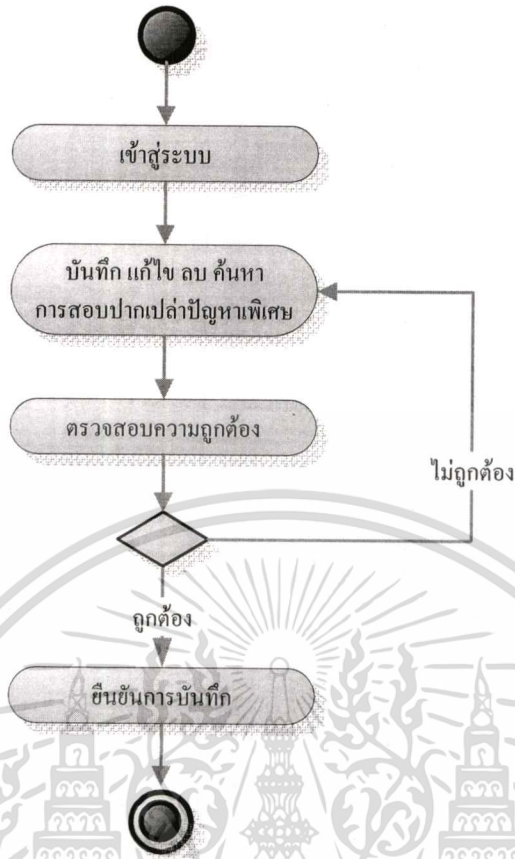 เข้าสู่ระบบ
บันทึก แก้ไข ลบ ค้นหา
การสอบปากเปล่าปัญหาเพิเศษ
ตรวจสอบความถูกต้อง
ไม่ถูกต้อง
ถูกต้อง
ยืนยันการบันทึก